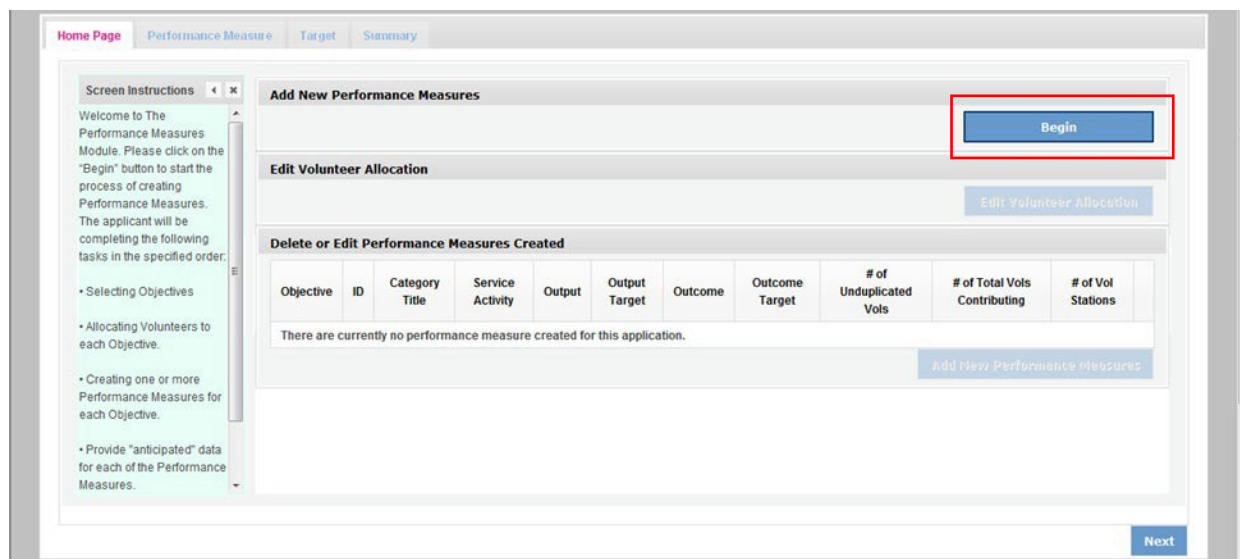 Home Page Performance Measure Target Summary
Screen Instructions
Welcome to The
Performance Measures
Module. Please click on the
"Begin" button to start the
process of creating
Performance Measures.
The applicant will be
completing the following
tasks in the specified order:
• Selecting Objectives
• Allocating Volunteers to
each Objective.
• Creating one or more
Performance Measures for
each Objective.
• Provide "anticipated" data
for each of the Performance
Measures.
Add New Performance Measures
Begin
Edit Volunteer Allocation
Edit Volunteer Allocation
Delete or Edit Performance Measures Created
Objective ID Category Title Service Activity Output Output Target Outcome Outcome Target # of Unduplicated Vols # of Total Vols Contributing # of Vol Stations
There are currently no performance measure created for this application.
Add New Performance Measures
Next